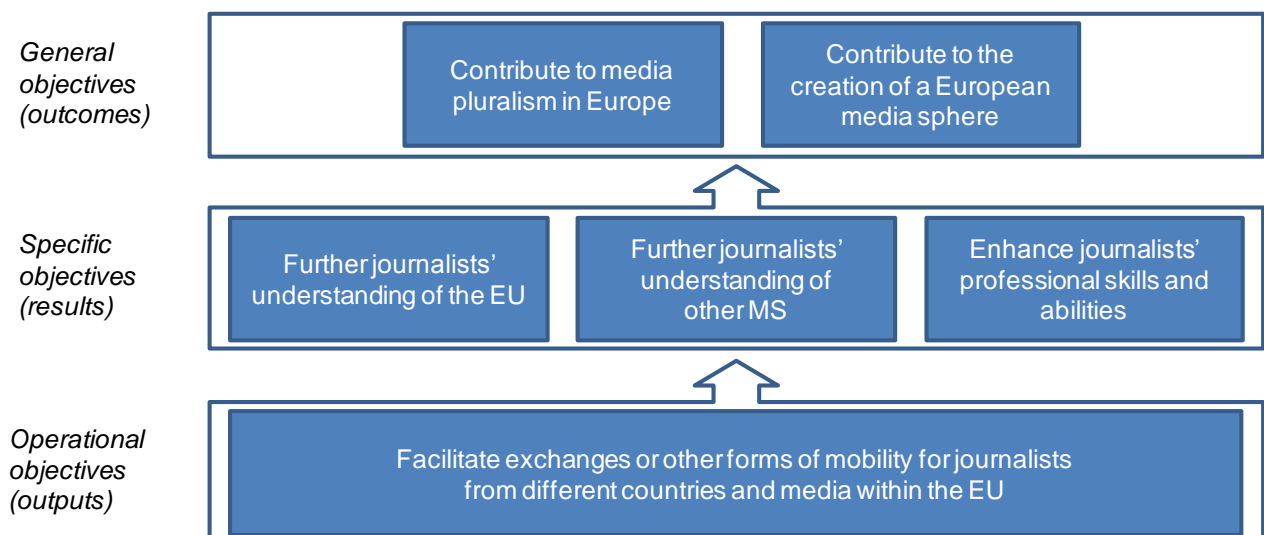 General
objectives
(outcomes)
Contribute to media
pluralism in Europe
Contribute to the
creation of a European
media sphere
Specific
objectives
(results)
Further journalists’
understanding of the EU
Further journalists’
understanding of
other MS
Enhance journalists’
professional skills and
abilities
Operational
objectives
(outputs)
Facilitate exchanges or other forms of mobility for journalists
from different countries and media within the EU